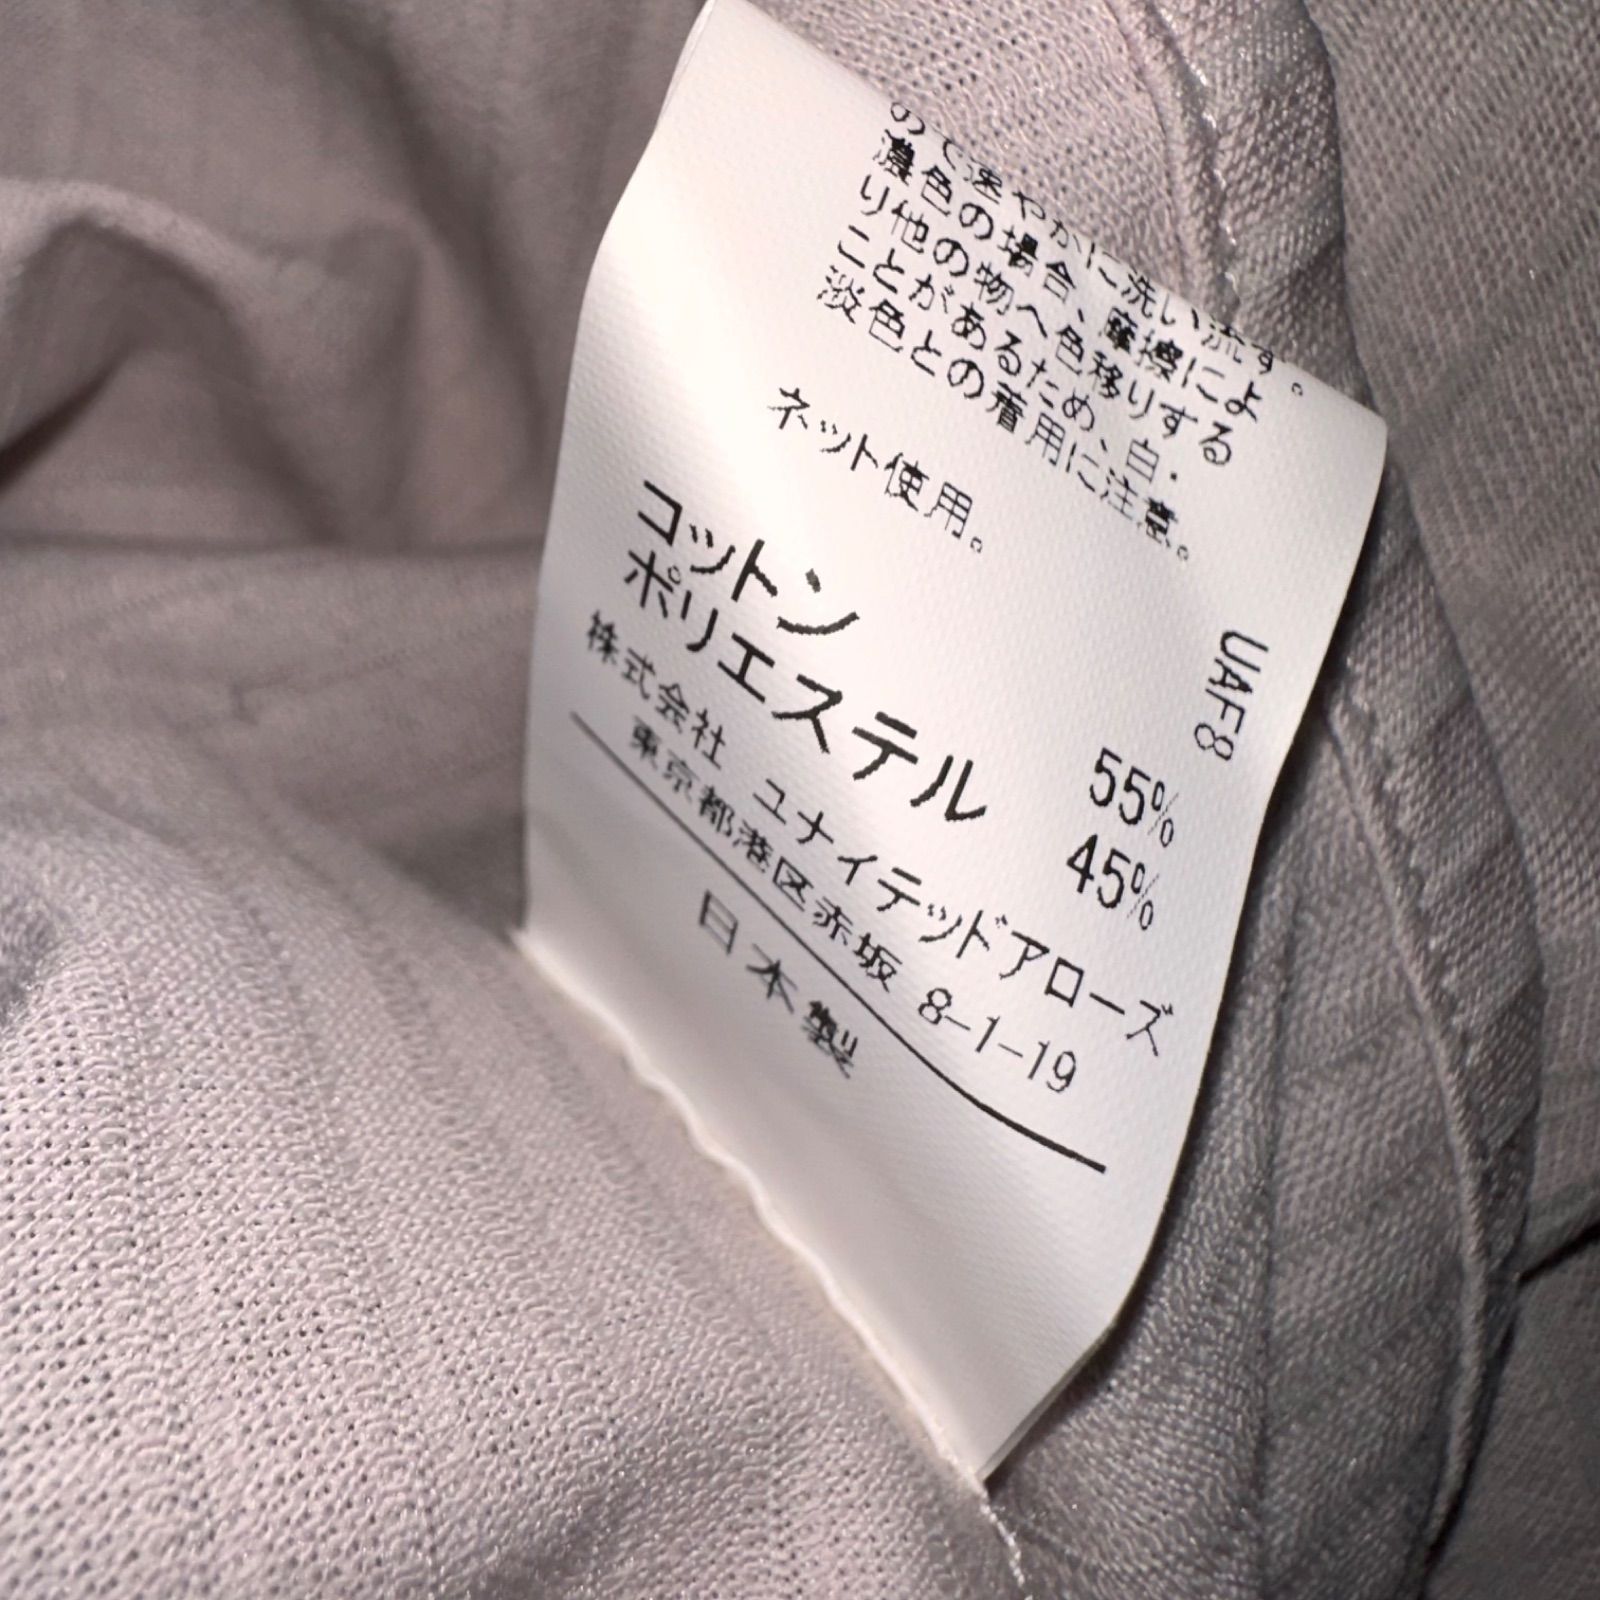 ので速やかに洗い流す。
濃色の場合、摩擦によ
り他の物へ色移りする
ことがあるため、白・
淡色との着用に注意。
ネット使用。
UAF8
コットン 55%
ポリエステル 45%
株式会社 ユナイテッドアローズ
東京都港区赤坂 8-1-19
日本製